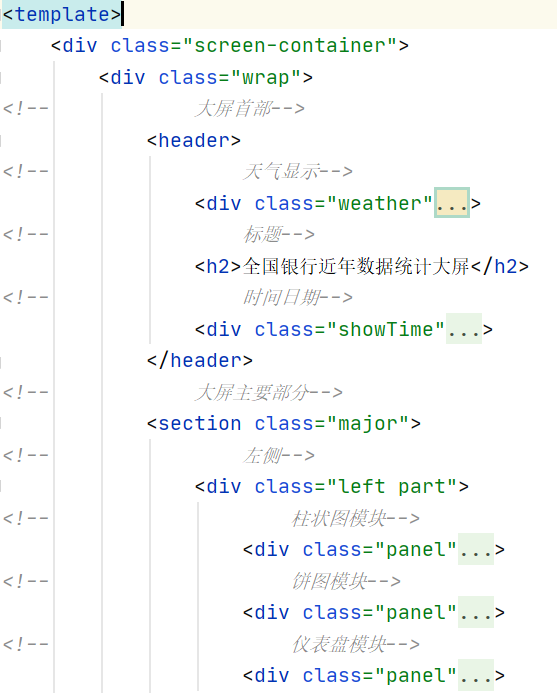 <template>
<div class="screen-container">
<div class="wrap">
<!-- 大屏首部-->
<header>
<!-- 天气显示-->
<div class="weather"...>
<!-- 标题-->
<h2>全国银行近年数据统计大屏</h2>
<!-- 时间日期-->
<div class="showTime"...>
</header>
<!-- 大屏主要部分-->
<section class="major">
<!-- 左侧-->
<div class="left part">
<!-- 柱状图模块-->
<div class="panel"...>
<!-- 饼图模块-->
<div class="panel"...>
<!-- 仪表盘模块-->
<div class="panel"...>